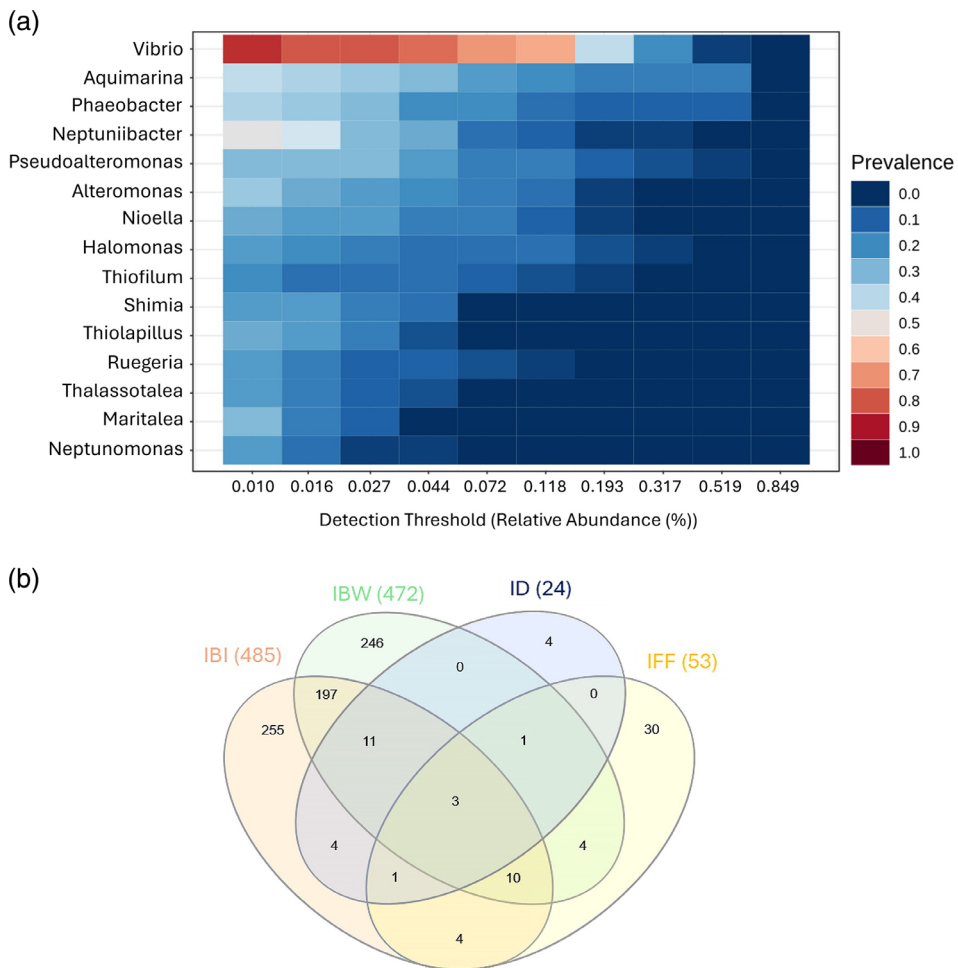 (a)
Vibrio
Aquimarina
Phaeobacter
Neptuniibacter
Pseudoalteromonas
Alteromonas
Nioella
Halomonas
Thiofilum
Shimia
Thiolapillus
Ruegeria
Thalassotalea
Maritalea
Neptunomonas
0.010 0.016 0.027 0.044 0.072 0.118 0.193 0.317 0.519 0.849
Detection Threshold (Relative Abundance (%))
Prevalence
0.0
0.1
0.2
0.3
0.4
0.5
0.6
0.7
0.8
0.9
1.0
(b)
IBW (472) ID (24)
IBI (485) IFF (53)
246 4
0
197 0
255 30
11 1
3
4 4
1 10
4